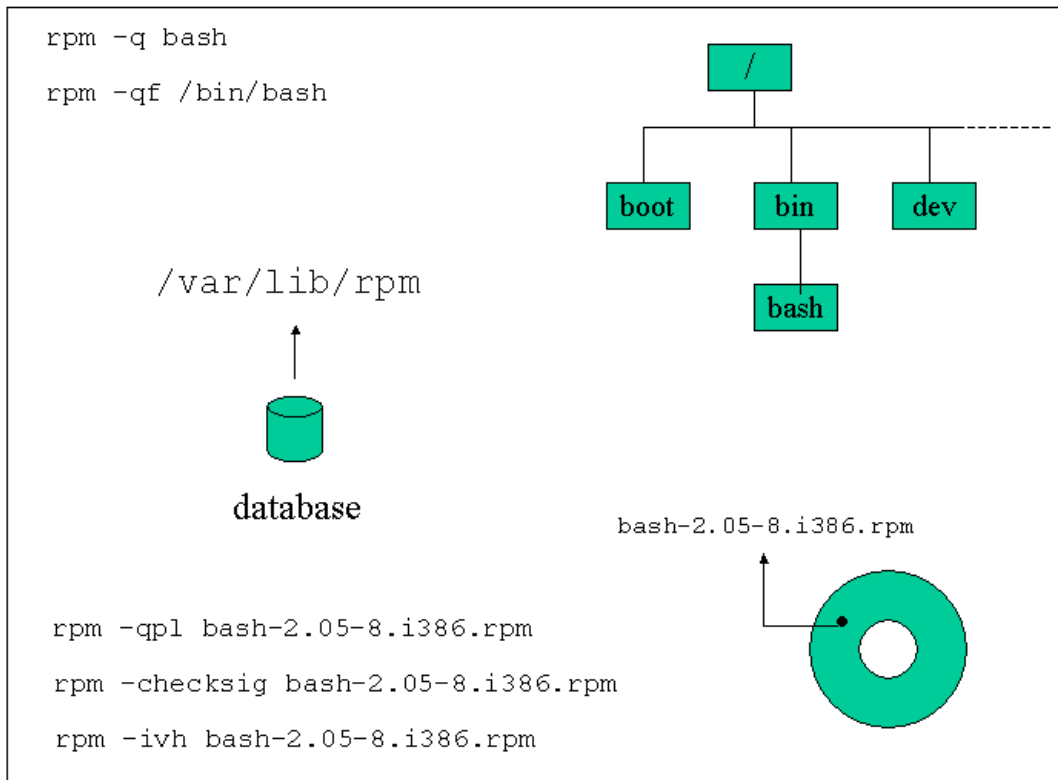 rpm -q bash
rpm -qf /bin/bash
/
boot
bin
dev
bash
/var/lib/rpm
database
bash-2.05-8.i386.rpm
rpm -qpl bash-2.05-8.i386.rpm
rpm -checksig bash-2.05-8.i386.rpm
rpm -ivh bash-2.05-8.i386.rpm